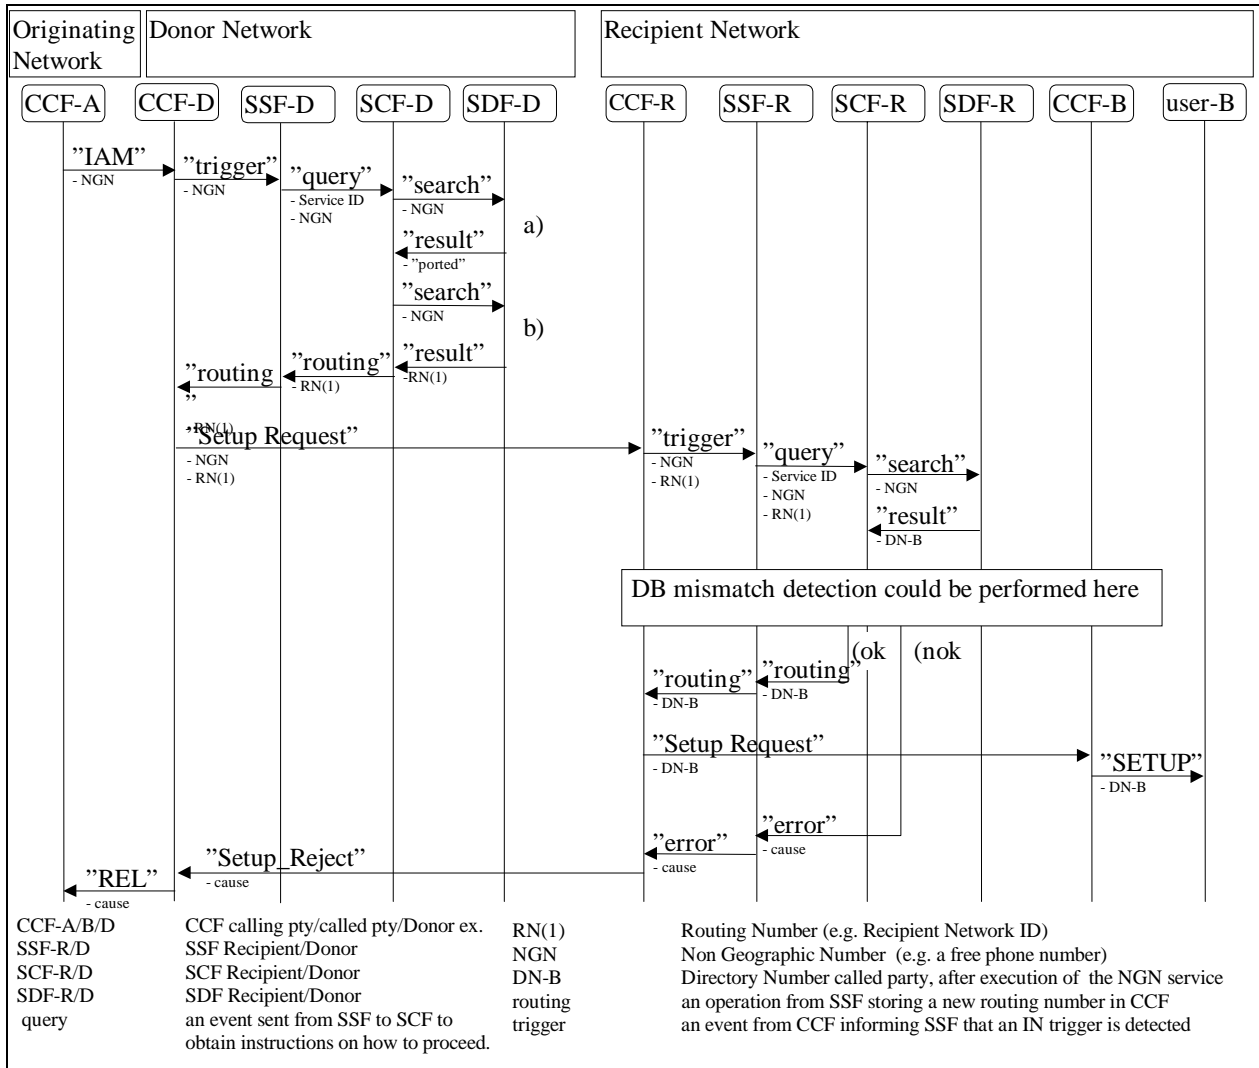 Originating
Network
Donor Network
Recipient Network
CCF-A
CCF-D
SSF-D
SCF-D
SDF-D
CCF-R
SSF-R
SCF-R
SDF-R
CCF-B
user-B
”IAM”
- NGN
”trigger”
- NGN
”query”
- Service ID
- NGN
”search”
- NGN
a)
”result”
- ”ported”
”search”
- NGN
b)
”result”
-RN(1)
”routing”
- RN(1)
”routing
”
- RN(1)
”Setup Request”
- NGN
- RN(1)
”trigger”
- NGN
- RN(1)
”query”
- Service ID
- NGN
- RN(1)
”search”
- NGN
”result”
- DN-B
DB mismatch detection could be performed here
(ok
(nok
”routing”
- DN-B
”routing”
- DN-B
”Setup Request”
- DN-B
”SETUP”
- DN-B
”error”
- cause
”error”
- cause
”Setup_Reject”
- cause
”REL”
- cause
CCF-A/B/D CCF calling pty/called pty/Donor ex.
SSF-R/D SSF Recipient/Donor
SCF-R/D SCF Recipient/Donor
SDF-R/D SDF Recipient/Donor
query an event sent from SSF to SCF to
obtain instructions on how to proceed.
RN(1) Routing Number (e.g. Recipient Network ID)
NGN Non Geographic Number (e.g. a free phone number)
DN-B Directory Number called party, after execution of the NGN service
routing an operation from SSF storing a new routing number in CCF
trigger an event from CCF informing SSF that an IN trigger is detected